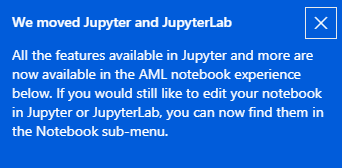 We moved Jupyter and JupyterLab
All the features available in Jupyter and more are
now available in the AML notebook experience
below. If you would still like to edit your notebook
in Jupyter or JupyterLab, you can now find them in
the Notebook sub-menu.